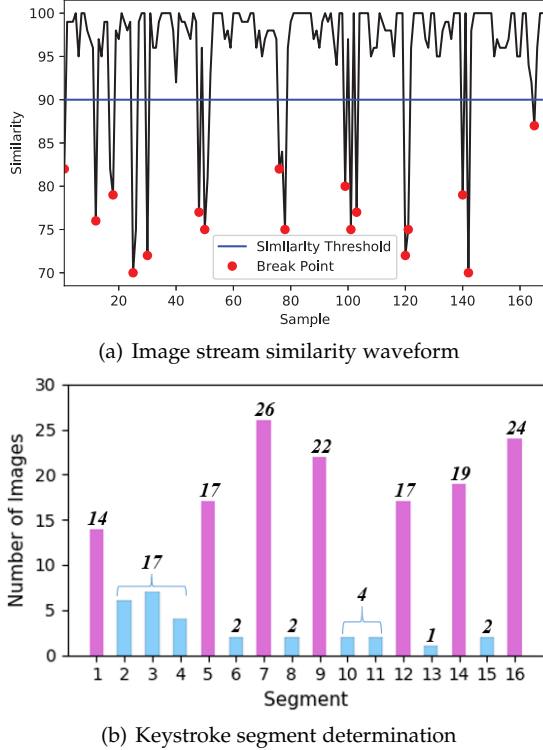 100
95
90
85
80
75
70
Similarity
Similarity Threshold
Break Point
20 40 60 80 100 120 140 160
Sample
(a) Image stream similarity waveform
30
25
20
15
10
5
0
Number of Images
14 17 17 2 26 2 22 4 17 1 19 2 24
1 2 3 4 5 6 7 8 9 10 11 12 13 14 15 16
Segment
(b) Keystroke segment determination